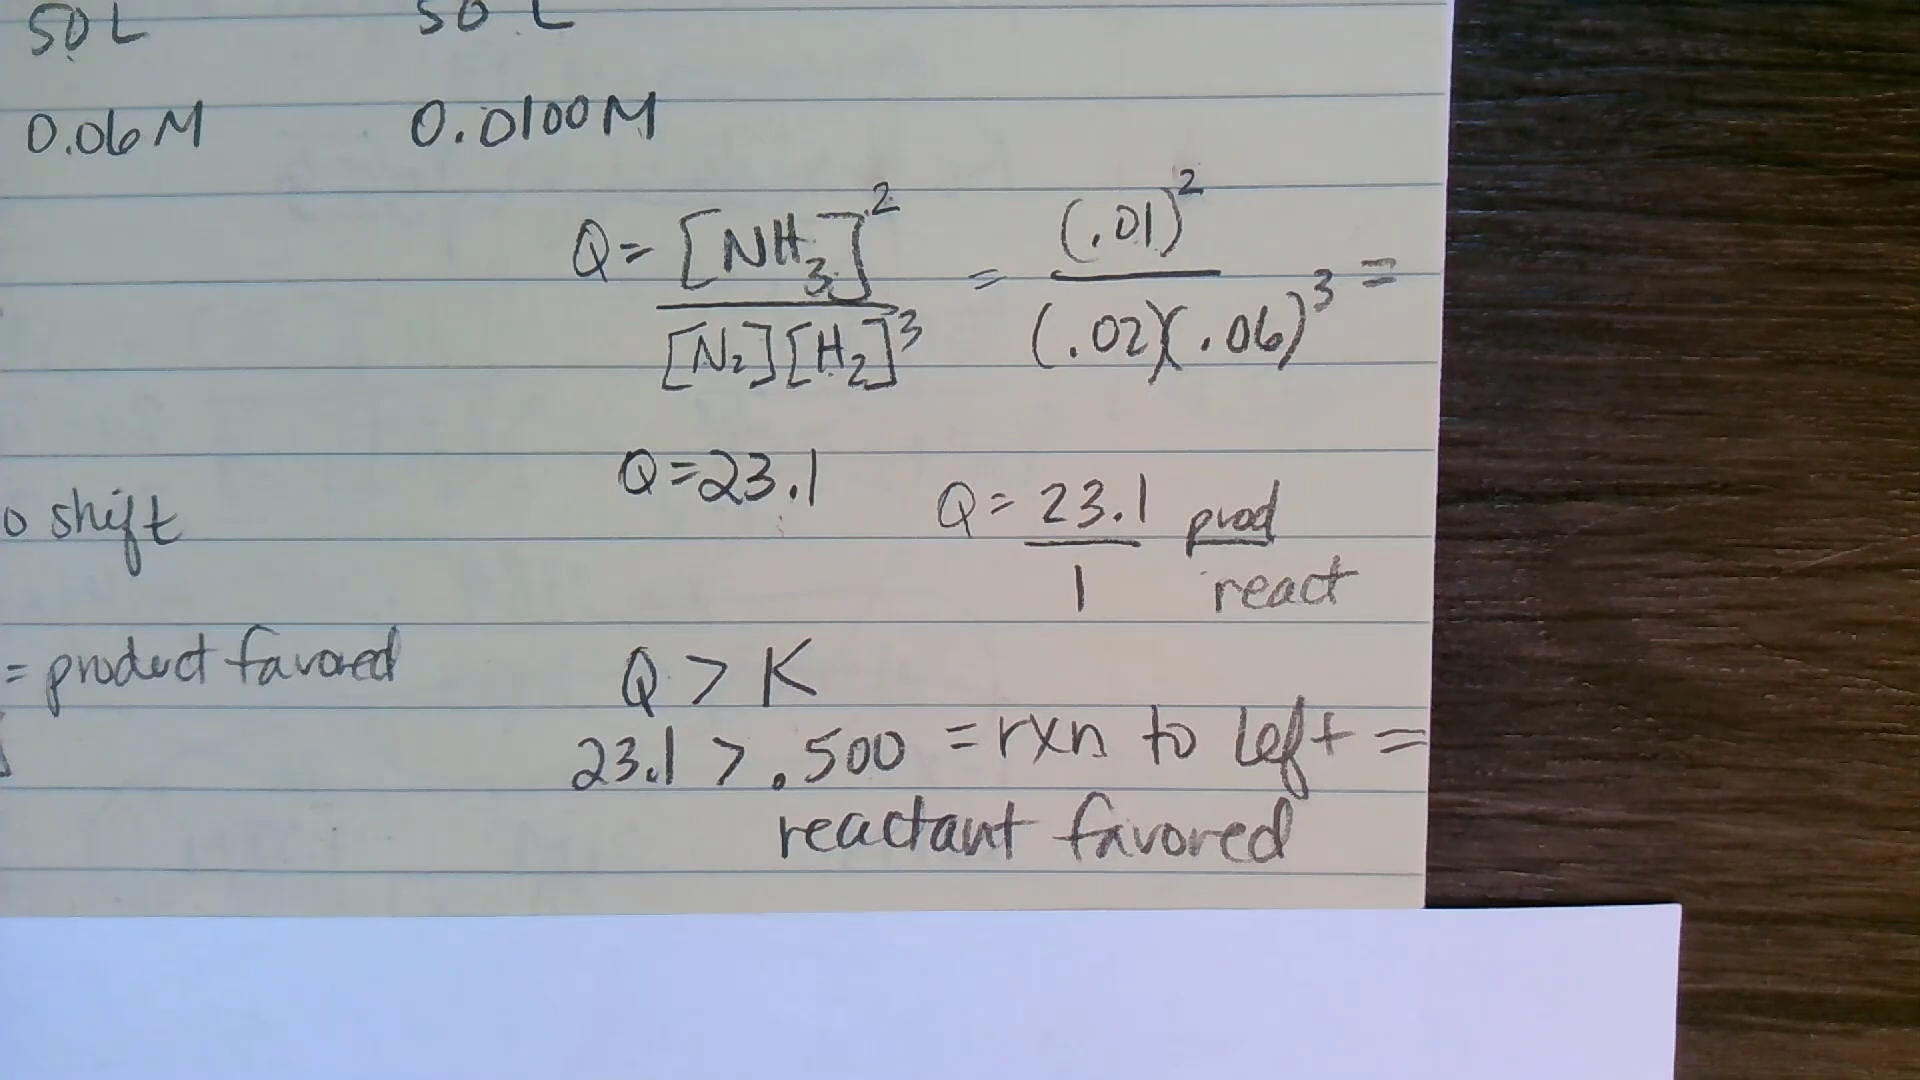 50 L 50 L
0.06 M 0.0100 M
Q = [NH3]² / [N2][H2]³ = (.01)² / (.02)(.06)³ =
Q = 23.1
Q = 23.1 / 1 prod / react
o shift
= product favored
Q > K
23.1 > .500 = rxn to left =
reactant favored